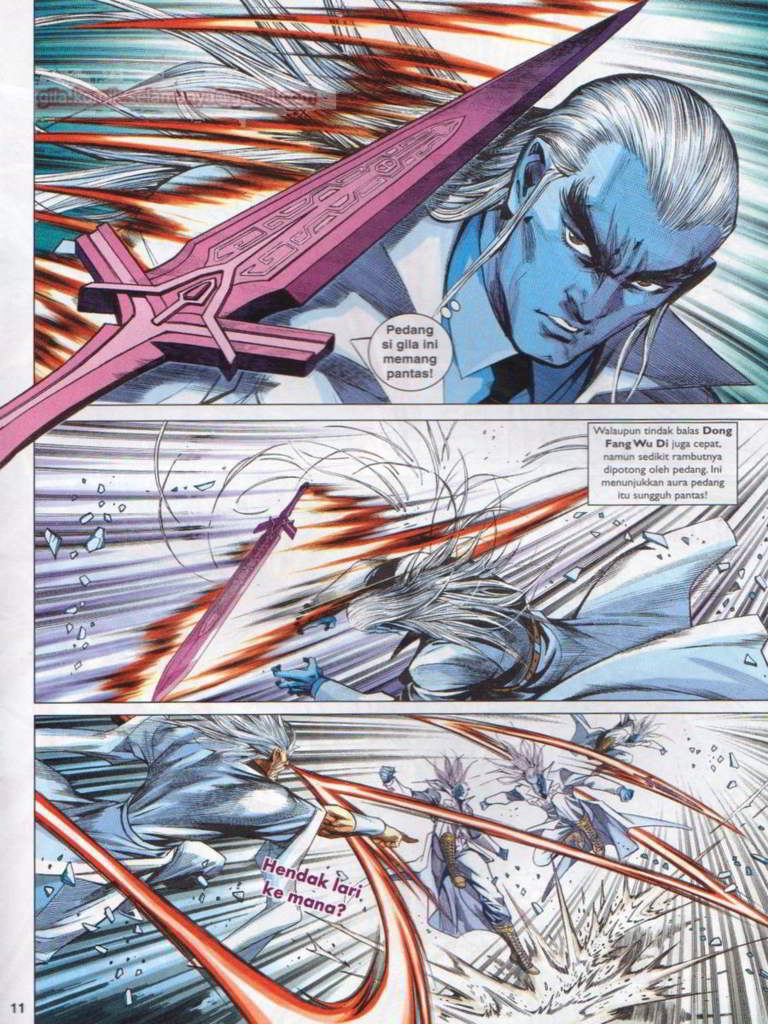 Pedang
si gila ini
memang
pantas!
Walaupun tindak balas Dong
Fang Wu Di juga cepat,
namun sedikit rambutnya
dipotong oleh pedang. Ini
menunjukkan aura pedang
itu sungguh pantas!
Hendak lari
ke mana?
11